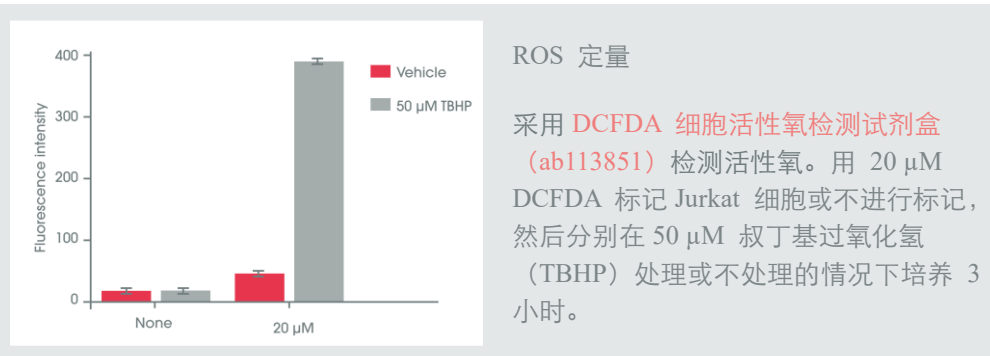 400
300
200
100
0
Fluorescence intensity
None
20 µM
Vehicle
50 µM TBHP
ROS 定量
采用 DCFDA 细胞活性氧检测试剂盒
（ab113851）检测活性氧。用 20 µM
DCFDA 标记 Jurkat 细胞或不进行标记，
然后分别在 50 µM 叔丁基过氧化氢
（TBHP）处理或不处理的情况下培养 3
小时。